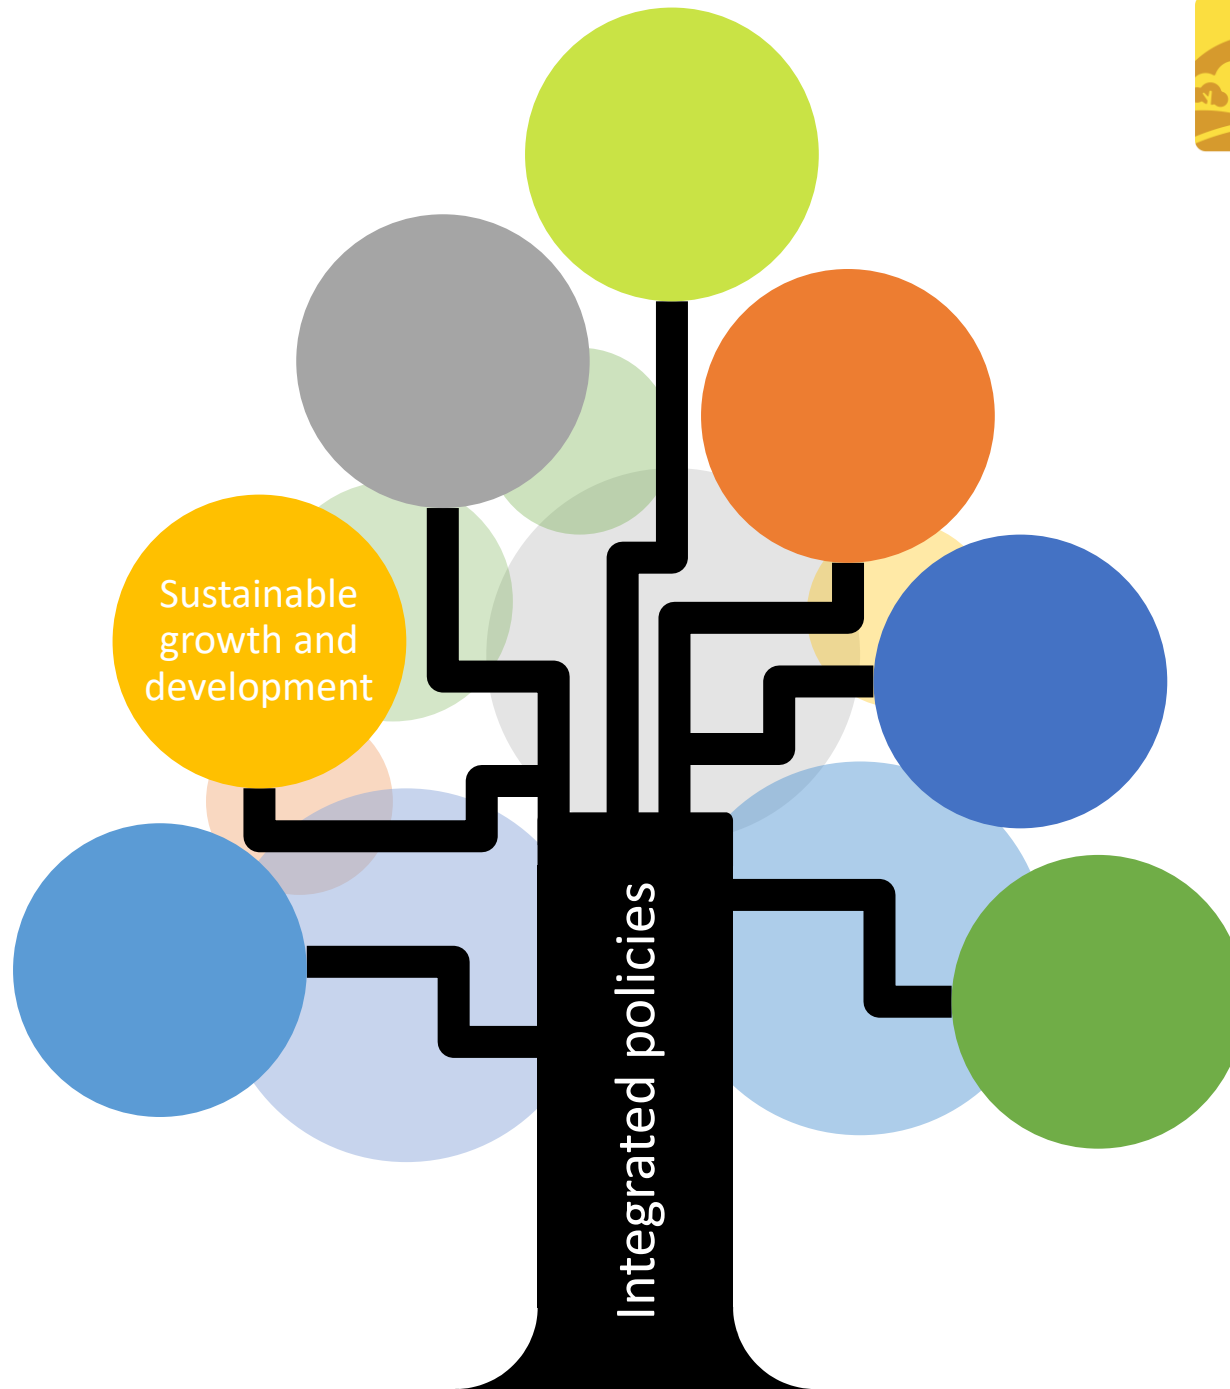 Sustainable
growth and
development
Integrated policies